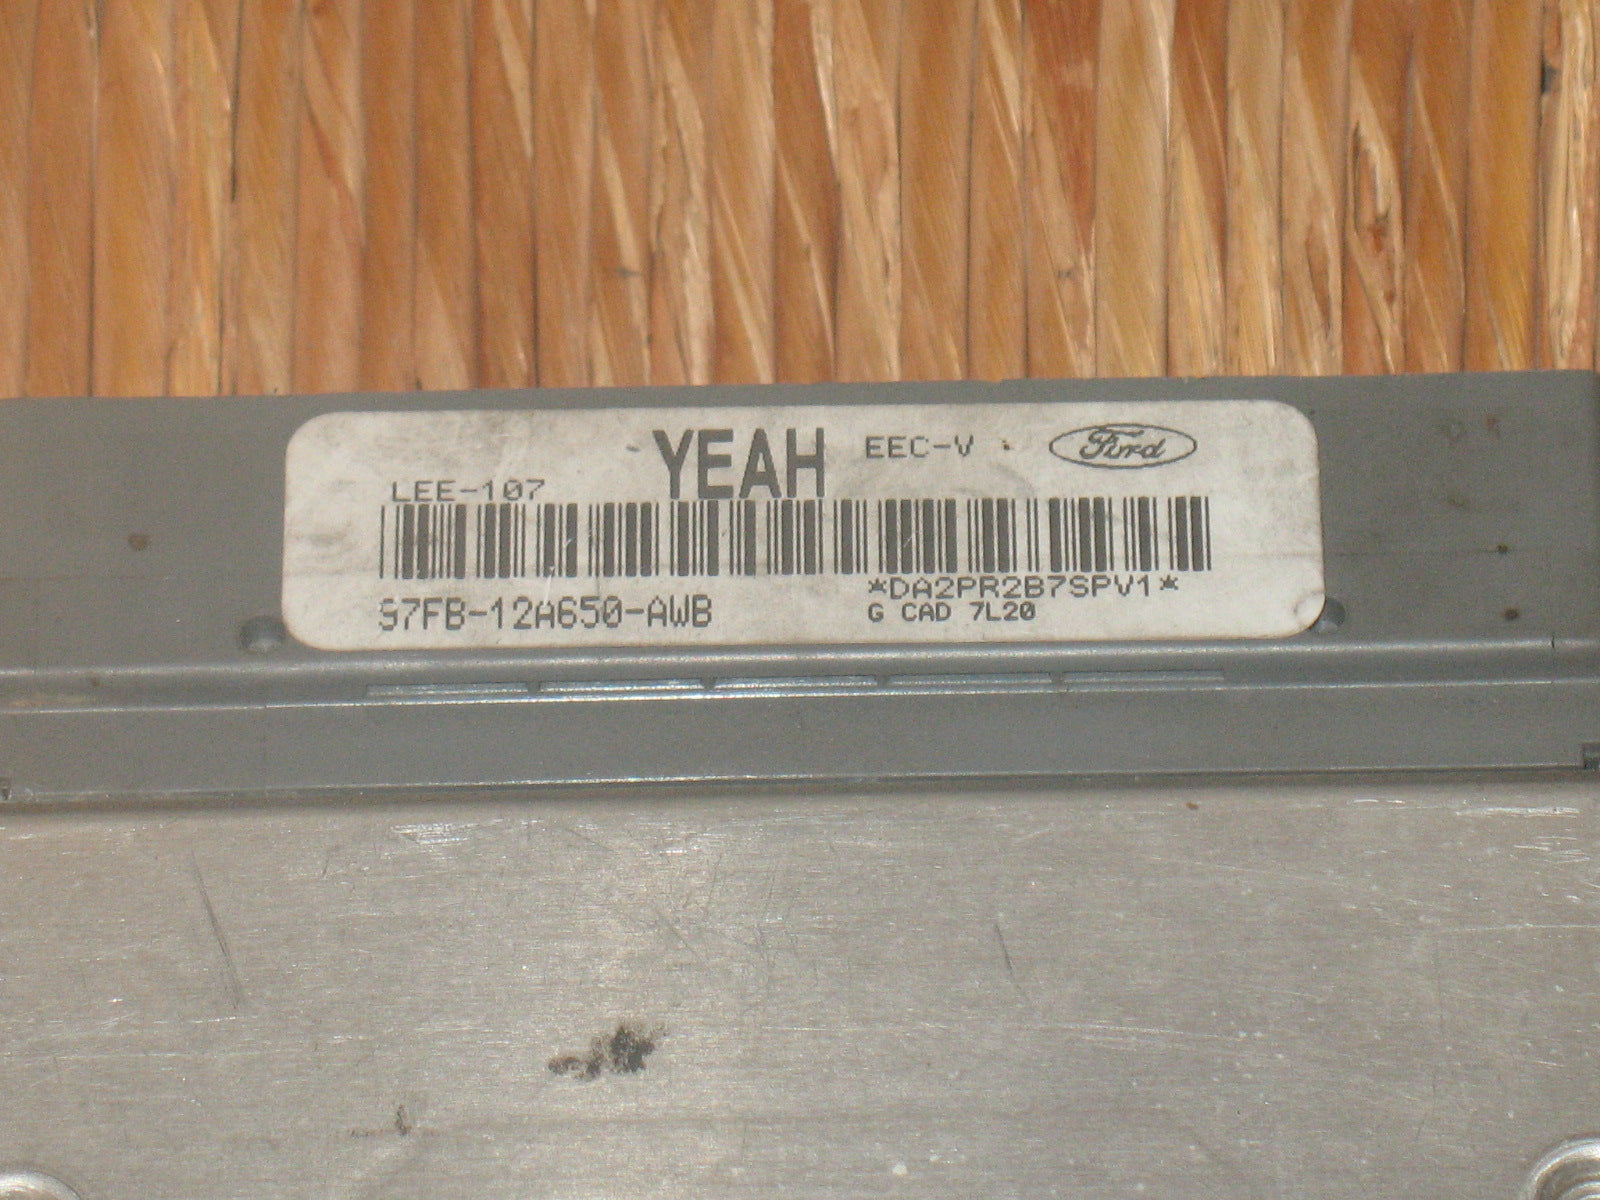 YEAH EEC-V Ford
LEE-107
*DA2PR2B7SPV1*
97FB-12A650-AWB
G CAD 7L20